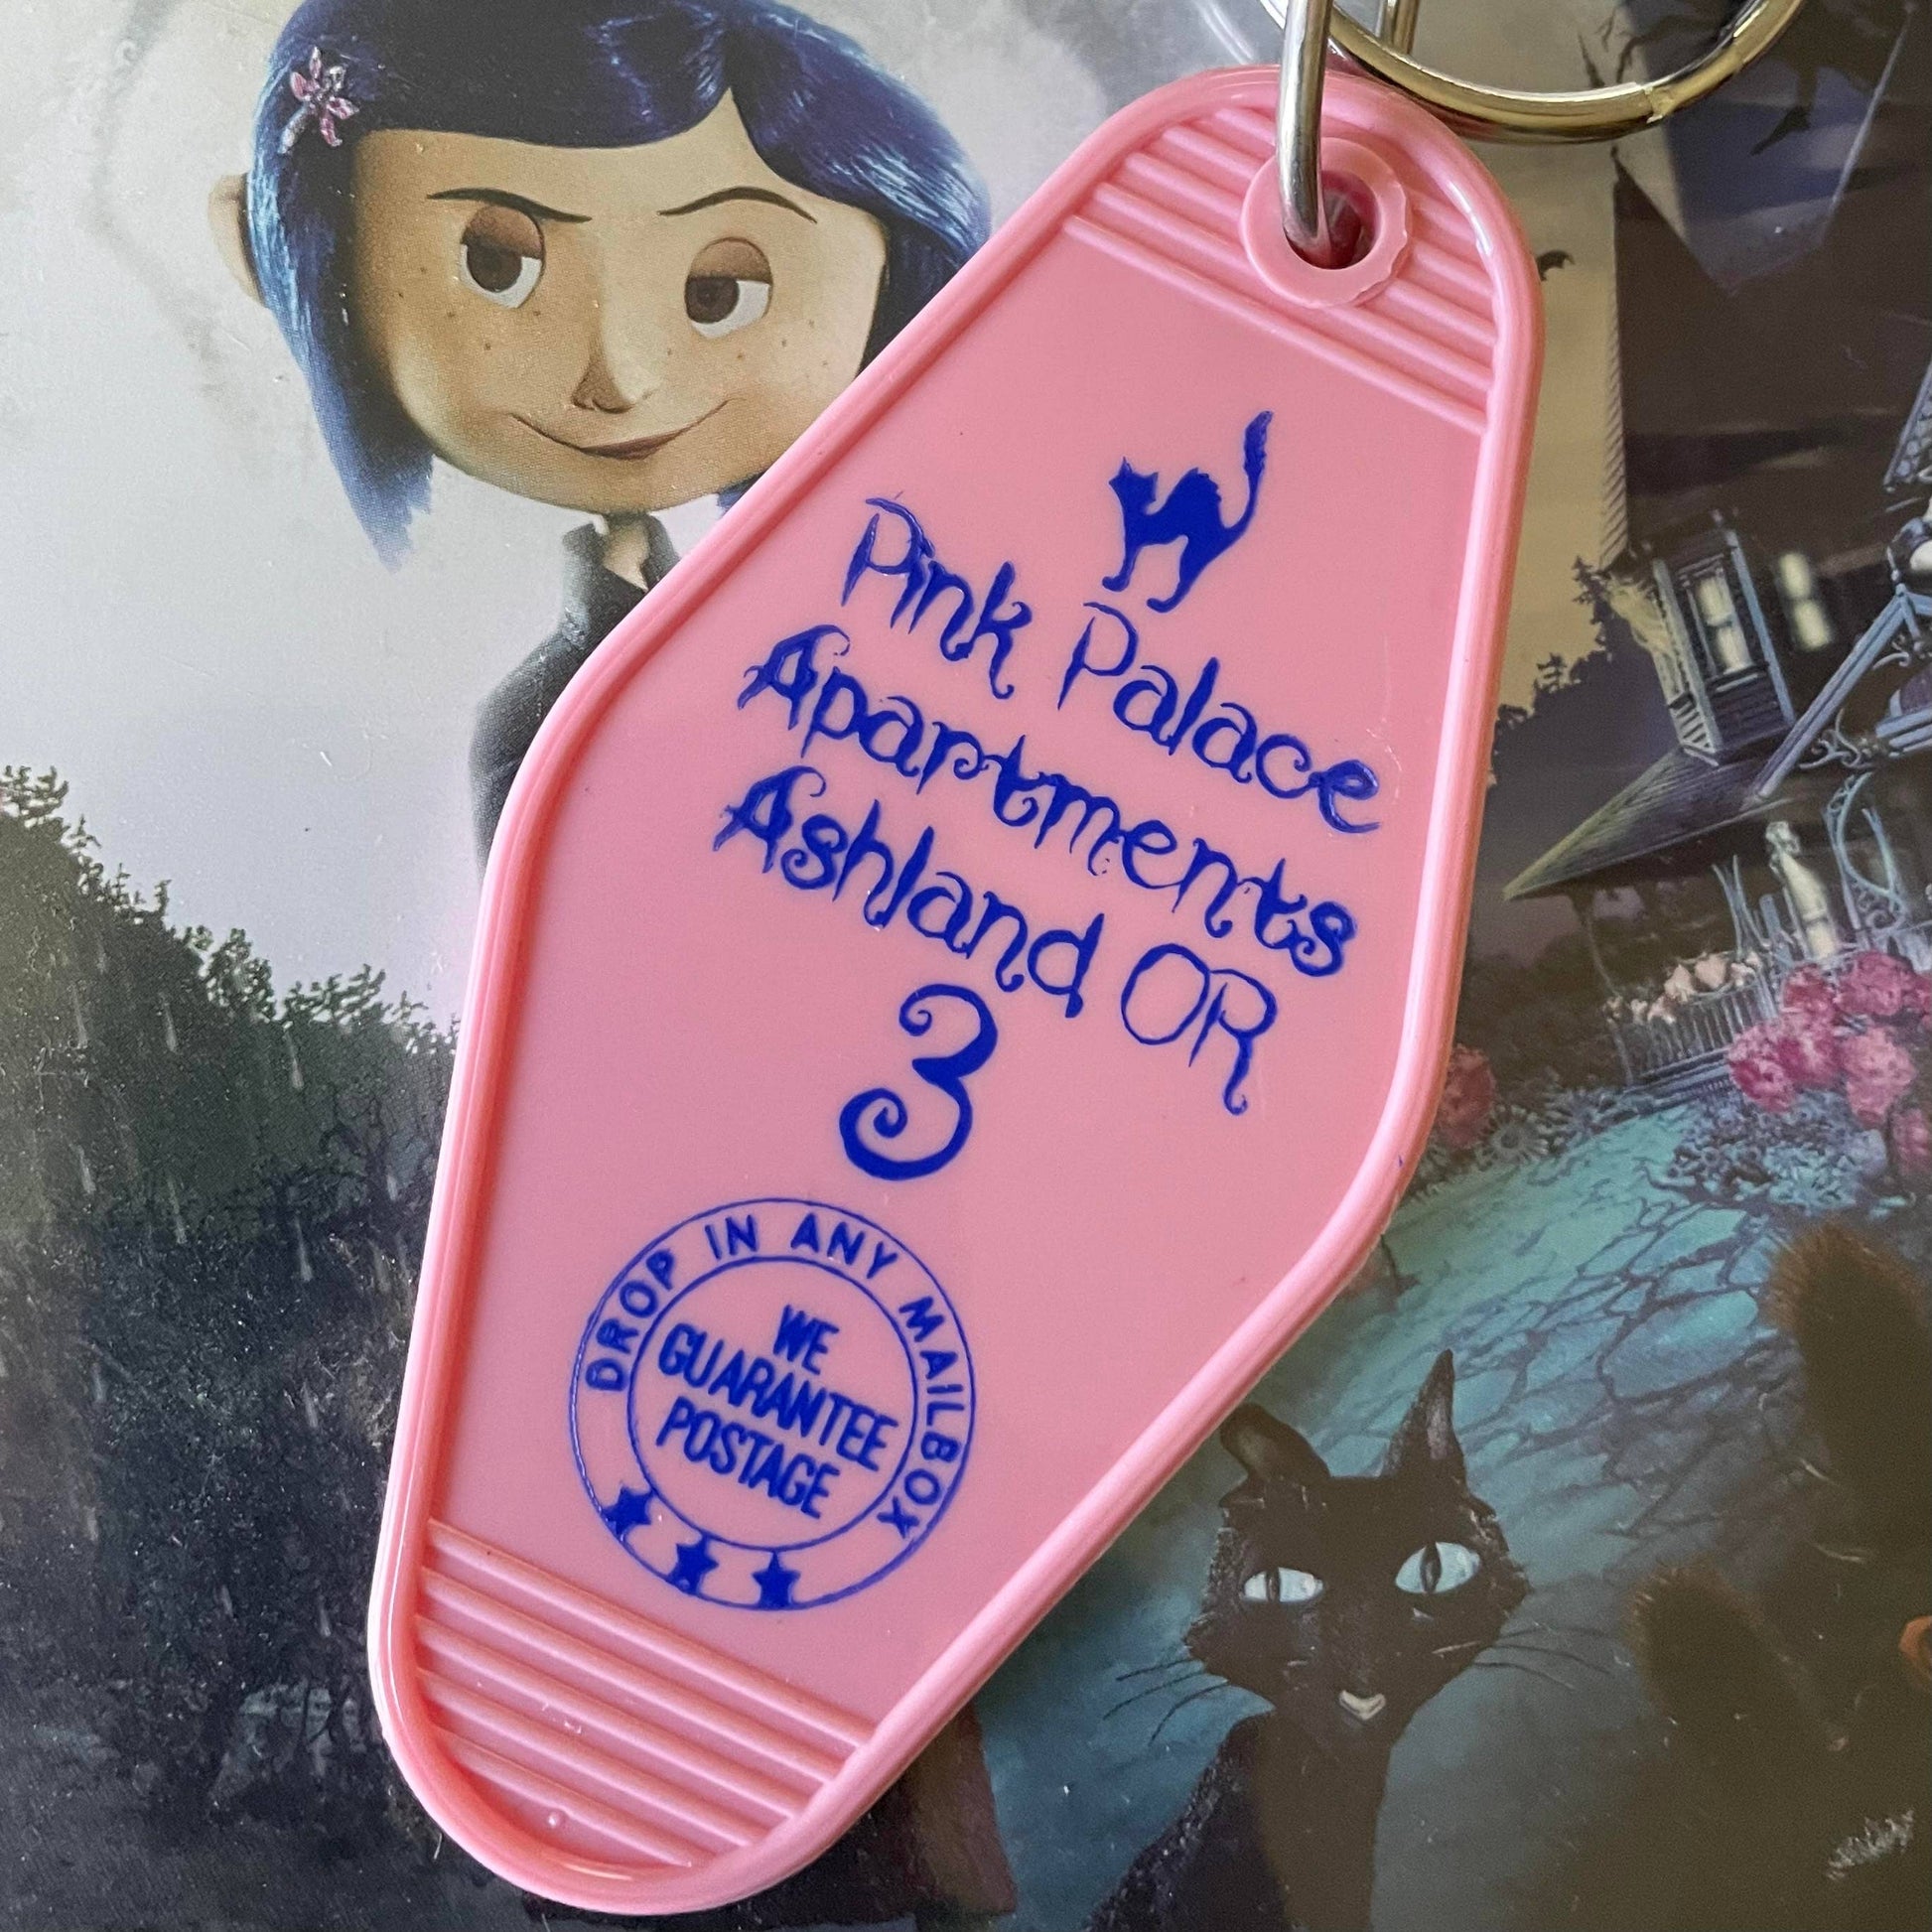 Pink Palace
Apartments
Ashland OR
3
DROP IN ANY MAILBOX
WE
GUARANTEE
POSTAGE